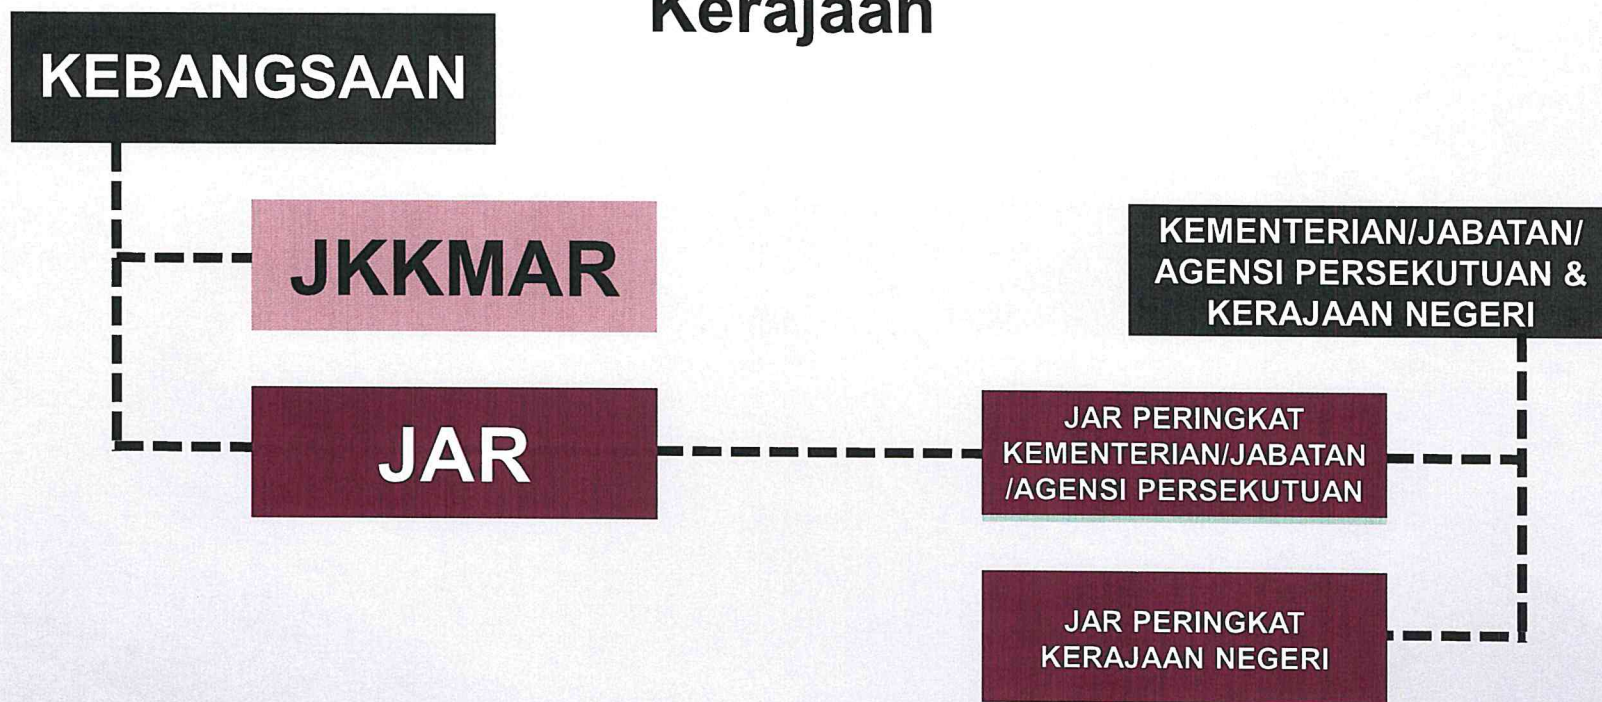 Kerajaan
KEBANGSAAN
JKKMAR
JAR
KEMENTERIAN/JABATAN/
AGENSI PERSEKUTUAN &
KERAJAAN NEGERI
JAR PERINGKAT
KEMENTERIAN/JABATAN
/AGENSI PERSEKUTUAN
JAR PERINGKAT
KERAJAAN NEGERI